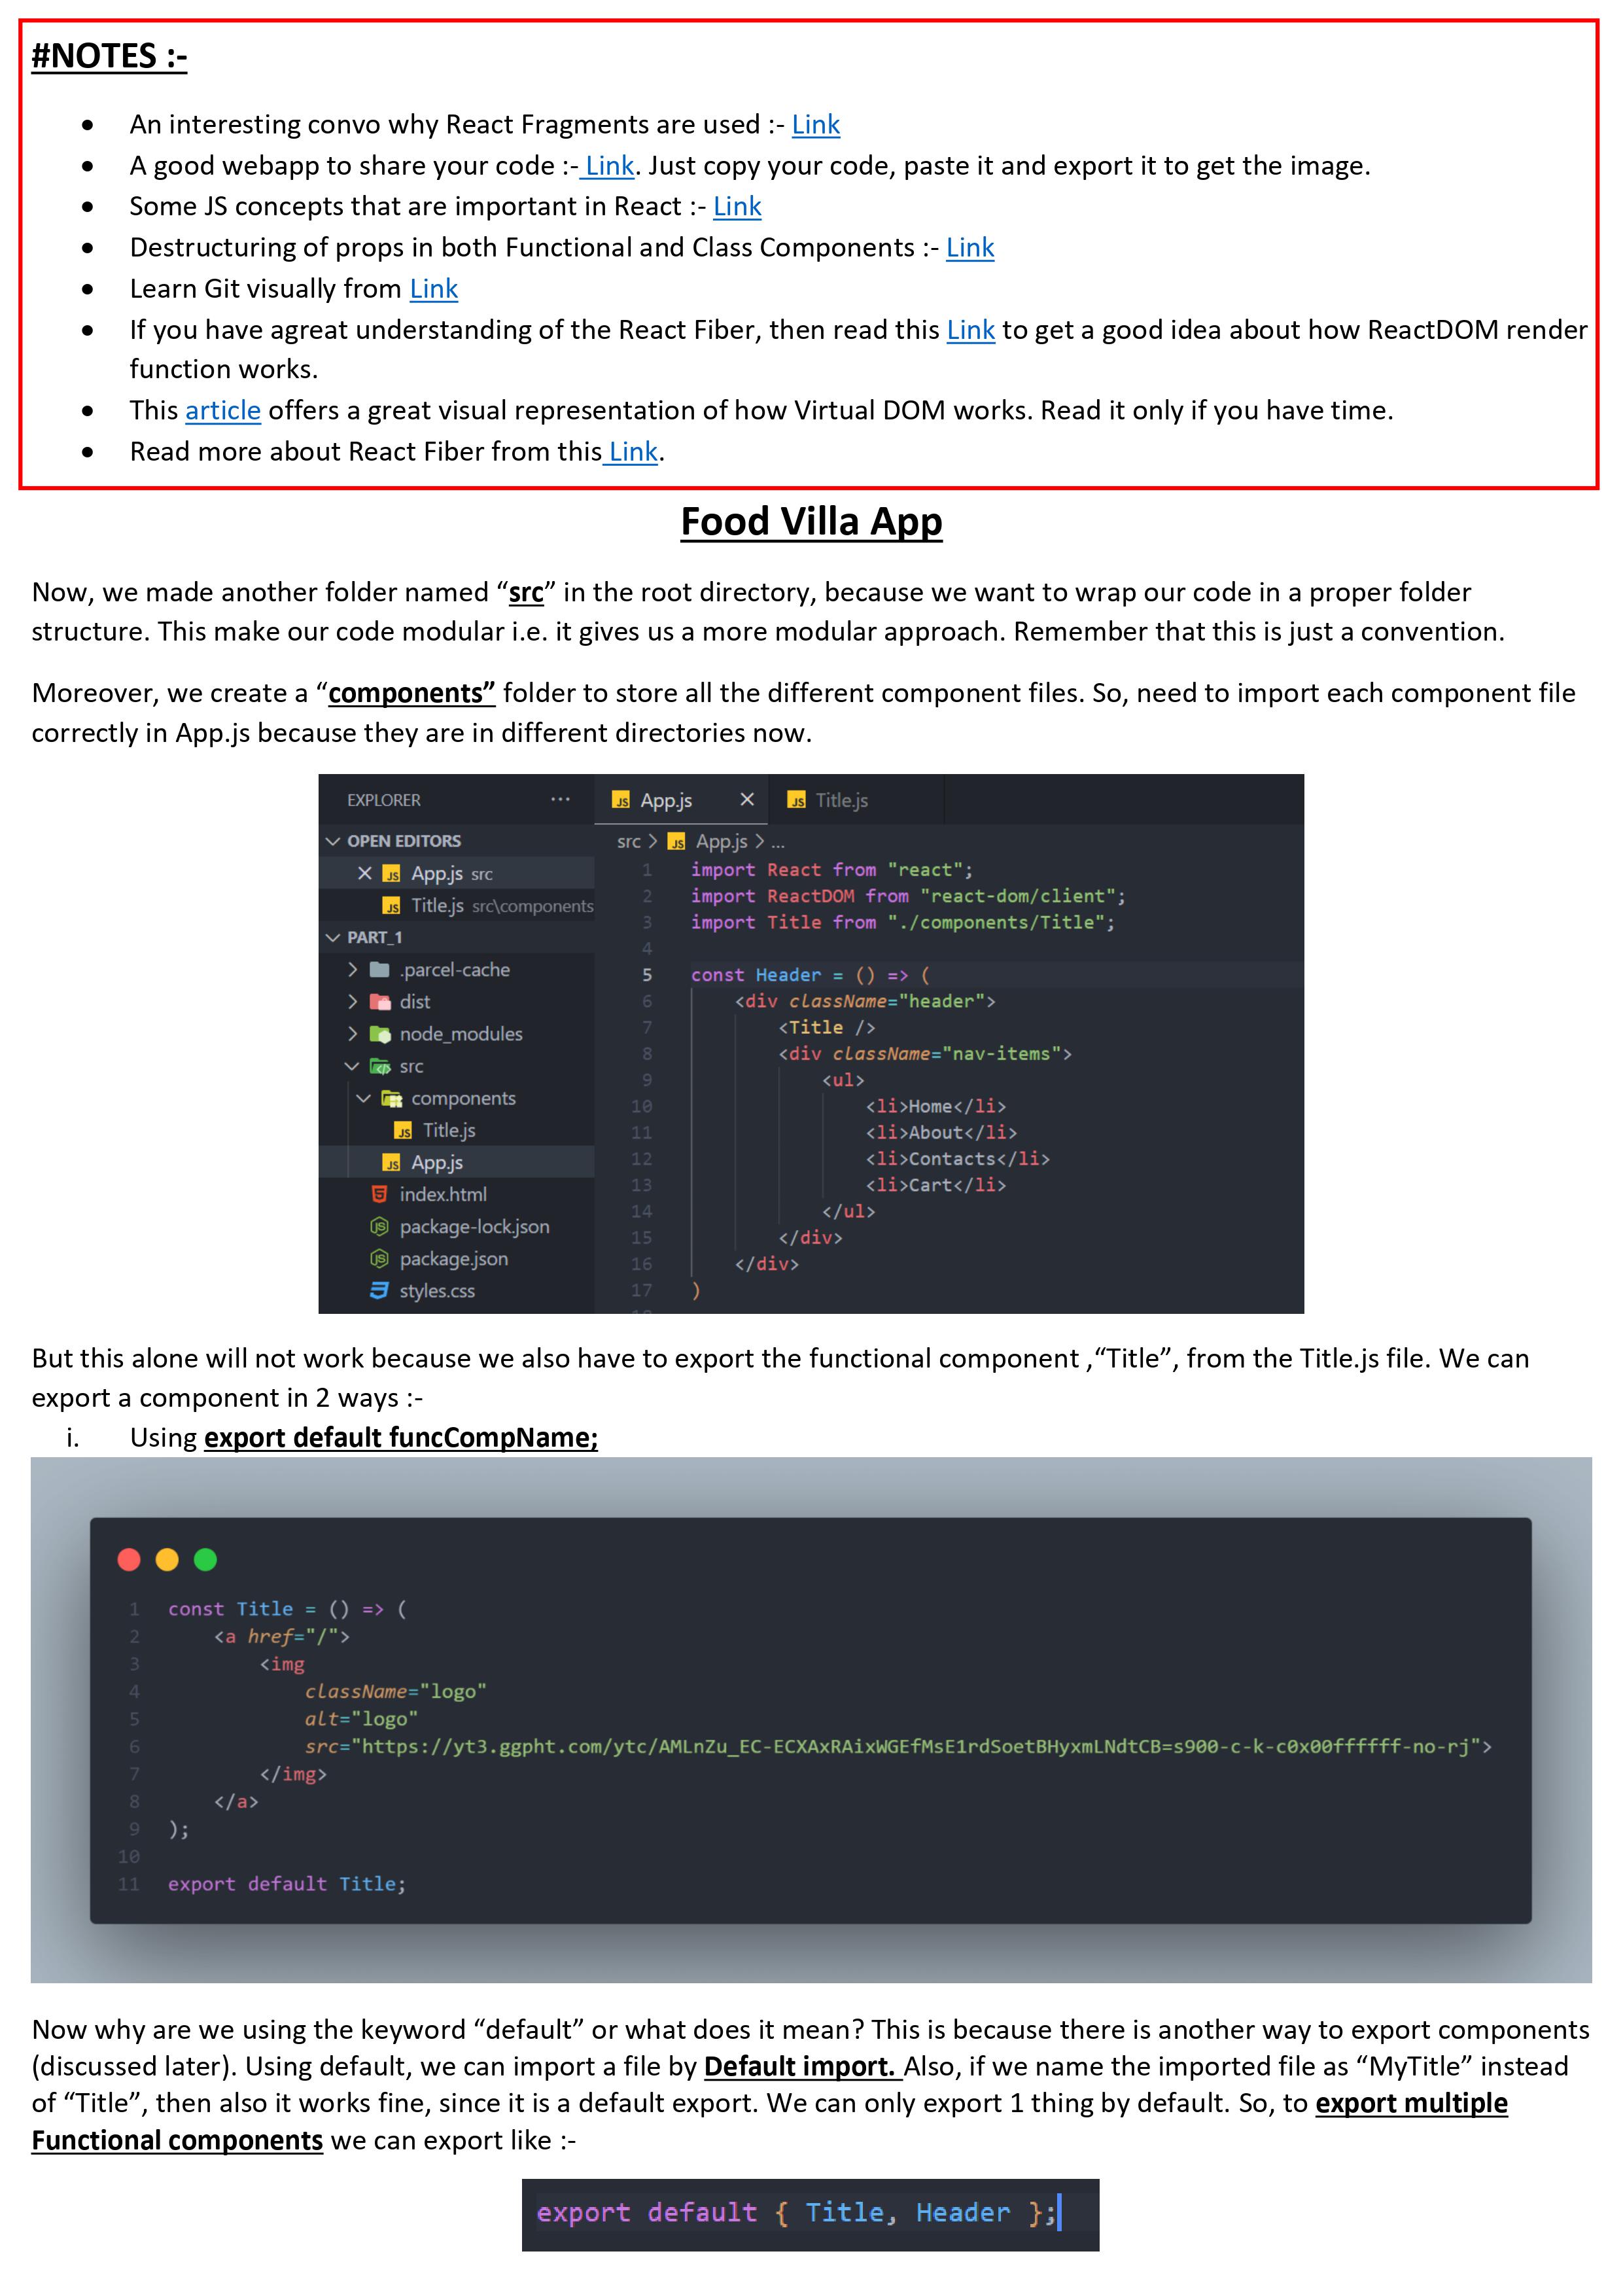 #NOTES :-
• An interesting convo why React Fragments are used :- Link
• A good webapp to share your code :- Link. Just copy your code, paste it and export it to get the image.
• Some JS concepts that are important in React :- Link
• Destructuring of props in both Functional and Class Components :- Link
• Learn Git visually from Link
• If you have agreat understanding of the React Fiber, then read this Link to get a good idea about how ReactDOM render
function works.
• This article offers a great visual representation of how Virtual DOM works. Read it only if you have time.
• Read more about React Fiber from this Link.
Food Villa App
Now, we made another folder named “src” in the root directory, because we want to wrap our code in a proper folder
structure. This make our code modular i.e. it gives us a more modular approach. Remember that this is just a convention.
Moreover, we create a “components” folder to store all the different component files. So, need to import each component file
correctly in App.js because they are in different directories now.
EXPLORER ...
OPEN EDITORS
X JS App.js src
JS Title.js src\components
PART_1
> .parcel-cache
> dist
> node_modules
src
components
JS Title.js
JS App.js
index.html
package-lock.json
package.json
styles.css
JS App.js X JS Title.js
src > JS App.js > ...
1 import React from "react";
2 import ReactDOM from "react-dom/client";
3 import Title from "./components/Title";
4
5 const Header = () => (
6 <div className="header">
7 <Title />
8 <div className="nav-items">
9 <ul>
10 <li>Home</li>
11 <li>About</li>
12 <li>Contacts</li>
13 <li>Cart</li>
14 </ul>
15 </div>
16 </div>
17 )
But this alone will not work because we also have to export the functional component ,“Title”, from the Title.js file. We can
export a component in 2 ways :-
i. Using export default funcCompName;
1 const Title = () => (
2 <a href="/">
3 <img
4 className="logo"
5 alt="logo"
6 src="https://yt3.ggpht.com/ytc/AMLnZu_EC-ECXAxRAixWGEfMsE1rdSoetBHyxmLNdtCB=s900-c-k-c0x00ffffff-no-rj">
7 </img>
8 </a>
9 );
10
11 export default Title;
Now why are we using the keyword “default” or what does it mean? This is because there is another way to export components
(discussed later). Using default, we can import a file by Default import. Also, if we name the imported file as “MyTitle” instead
of “Title”, then also it works fine, since it is a default export. We can only export 1 thing by default. So, to export multiple
Functional components we can export like :-
export default { Title, Header };